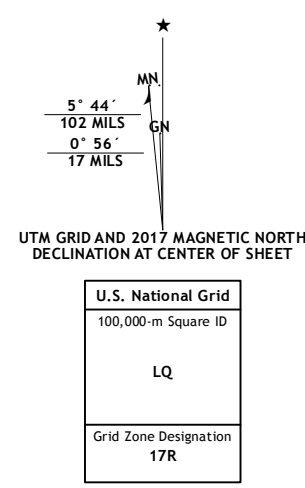 ★
MN
5° 44´
102 MILS
GN
0° 56´
17 MILS
UTM GRID AND 2017 MAGNETIC NORTH
DECLINATION AT CENTER OF SHEET
U.S. National Grid
100,000-m Square ID
LQ
Grid Zone Designation
17R